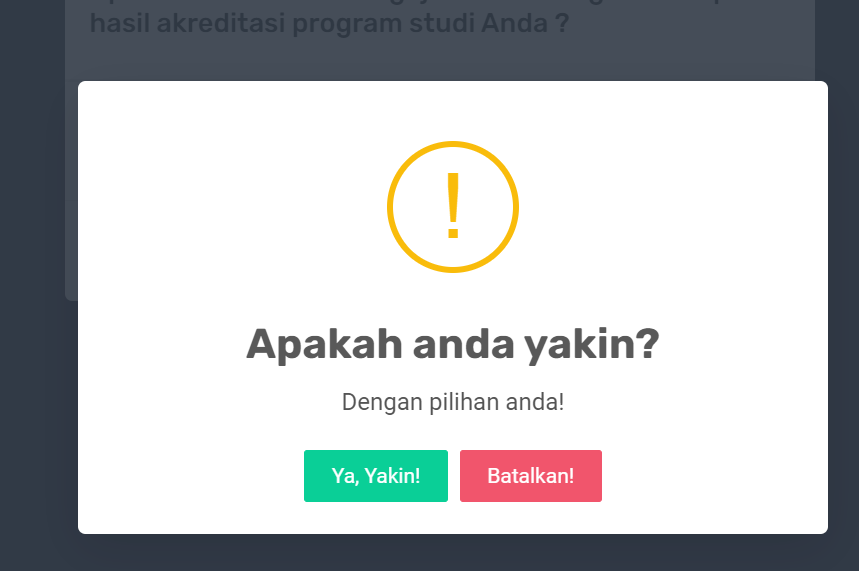 hasil akreditasi program studi Anda ?
!
Apakah anda yakin?
Dengan pilihan anda!
Ya, Yakin! Batalkan!